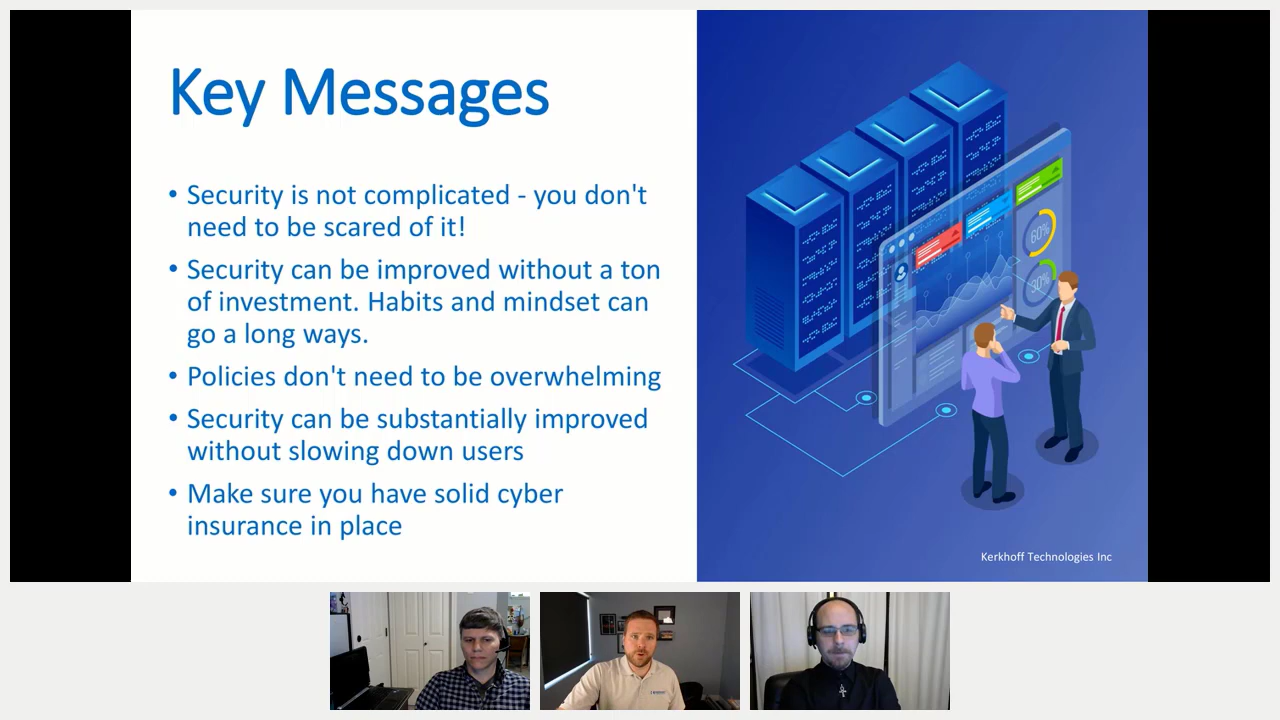 Key Messages
• Security is not complicated - you don't
need to be scared of it!
• Security can be improved without a ton
of investment. Habits and mindset can
go a long ways.
• Policies don't need to be overwhelming
• Security can be substantially improved
without slowing down users
• Make sure you have solid cyber
insurance in place
60%
30%
Kerkhoff Technologies Inc